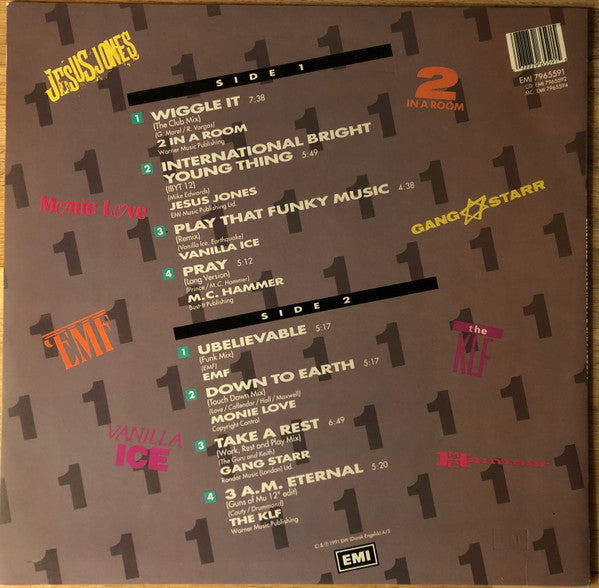 JESUS JONES
EMI 7965591
CD EMI 7965592
MC EMI 7965594
2
IN A ROOM
SIDE 1
1 WIGGLE IT 7:38
(The Club Mix)
(G. Morel / R. Vargas)
2 IN A ROOM
Warner Music Publishing
2 INTERNATIONAL BRIGHT
YOUNG THING 5:49
(IBYT 12)
(Mike Edwards)
JESUS JONES
EMI Music Publishing Ltd.
3 PLAY THAT FUNKY MUSIC 4:38
(Remix)
(Vanilla Ice, Earthquake)
VANILLA ICE
4 PRAY 5:12
(Long Version)
(Prince / M.C. Hammer)
M.C. HAMMER
Bust-It Publishing
Monie Love
GANG STARR
SIDE 2
1 UBELIEVABLE 5:17
(Funk Mix)
(EMF)
EMF
2 DOWN TO EARTH 5:17
(Touch Down Mix)
(Love / Callendar / Hall / Maxwell)
MONIE LOVE
Copyright Control
3 TAKE A REST 6:49
(Work, Rest and Play Mix)
(The Guru and Keith)
GANG STARR
Rondor Music (London) Ltd.
4 3 A.M. ETERNAL 5:20
(Guns of Mu 12" edit)
(Cauty / Drummond)
THE KLF
Warner Music Publishing
EMF
the
KLF
VANILLA
ICE
© & ℗ 1991 EMI (Dansk Engelsk) A/S
EMI